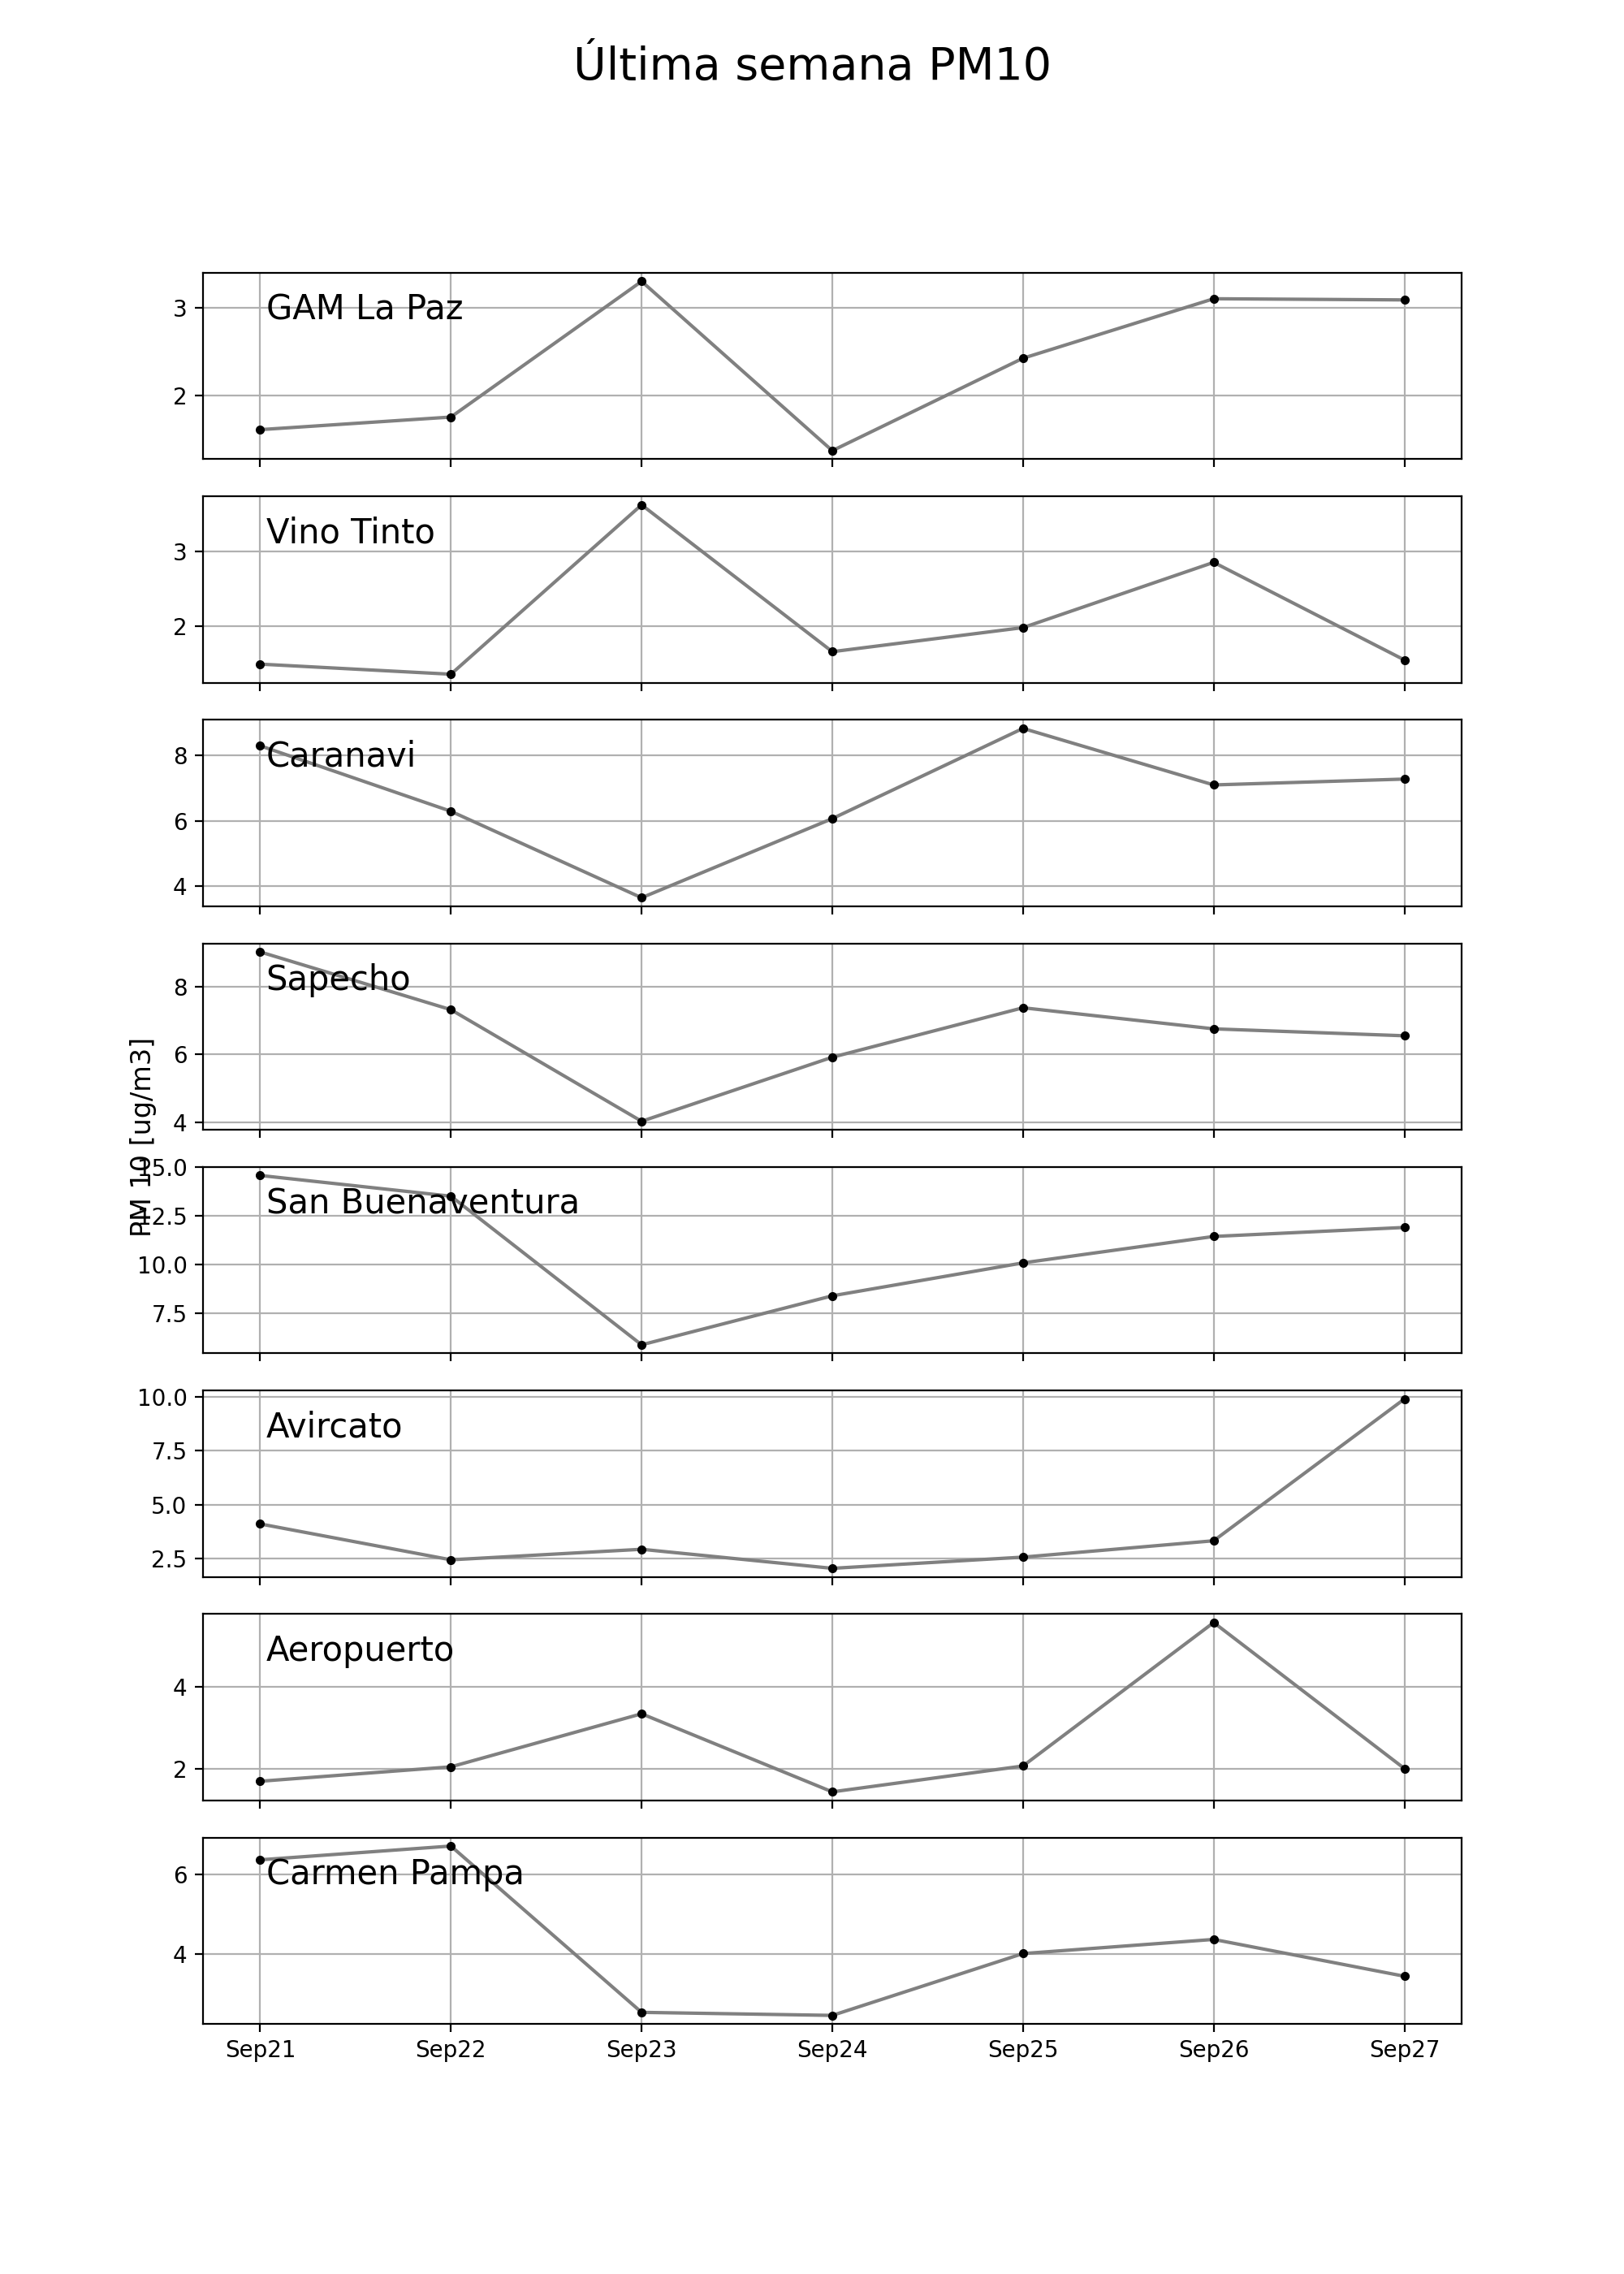 Última semana PM10
GAM La Paz
3
2
Vino Tinto
3
2
Caranavi
8
6
4
Sapecho
8
6
4
PM 10 [ug/m3]
San Buenaventura
15.0
12.5
10.0
7.5
Avircato
10.0
7.5
5.0
2.5
Aeropuerto
4
2
Carmen Pampa
6
4
Sep21 Sep22 Sep23 Sep24 Sep25 Sep26 Sep27